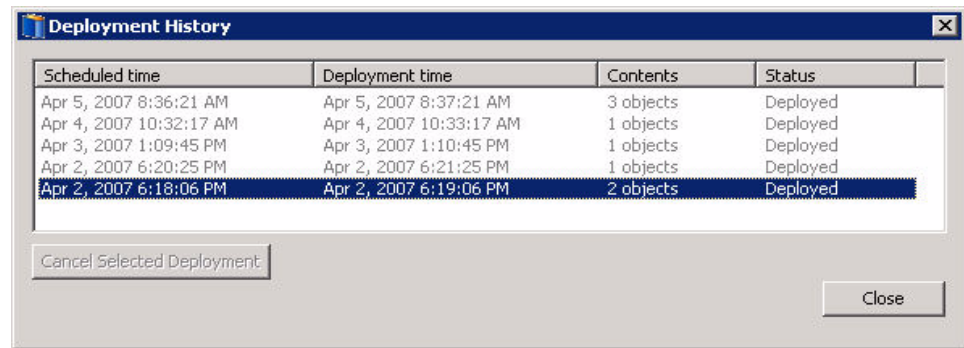 Deployment History
Scheduled time Deployment time Contents Status
Apr 5, 2007 8:36:21 AM Apr 5, 2007 8:37:21 AM 3 objects Deployed
Apr 4, 2007 10:32:17 AM Apr 4, 2007 10:33:17 AM 1 objects Deployed
Apr 3, 2007 1:09:45 PM Apr 3, 2007 1:10:45 PM 1 objects Deployed
Apr 2, 2007 6:20:25 PM Apr 2, 2007 6:21:25 PM 1 objects Deployed
Apr 2, 2007 6:18:06 PM Apr 2, 2007 6:19:06 PM 2 objects Deployed
Cancel Selected Deployment
Close